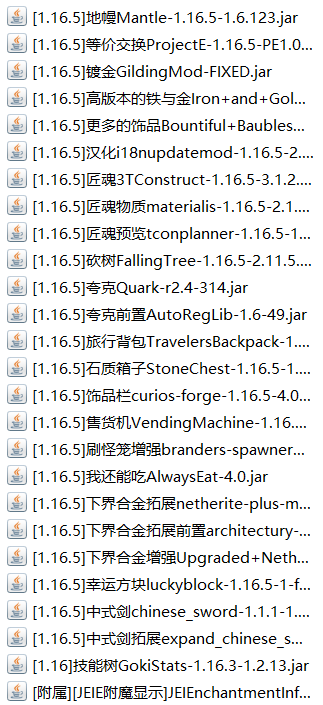 [1.16.5]地幔Mantle-1.16.5-1.6.123.jar
[1.16.5]等价交换ProjectE-1.16.5-PE1.0...
[1.16.5]镀金GildingMod-FIXED.jar
[1.16.5]高版本的铁与金Iron+and+Gol...
[1.16.5]更多的饰品Bountiful+Baubles...
[1.16.5]汉化i18nupdatemod-1.16.5-2....
[1.16.5]匠魂3TConstruct-1.16.5-3.1.2....
[1.16.5]匠魂物质materialis-1.16.5-2.1....
[1.16.5]匠魂预览tconplanner-1.16.5-1...
[1.16.5]砍树FallingTree-1.16.5-2.11.5....
[1.16.5]夸克Quark-r2.4-314.jar
[1.16.5]夸克前置AutoRegLib-1.6-49.jar
[1.16.5]旅行背包TravelersBackpack-1....
[1.16.5]石质箱子StoneChest-1.16.5-1....
[1.16.5]饰品栏curios-forge-1.16.5-4.0...
[1.16.5]售货机VendingMachine-1.16....
[1.16.5]刷怪笼增强branders-spawner...
[1.16.5]我还能吃AlwaysEat-4.0.jar
[1.16.5]下界合金拓展netherite-plus-m...
[1.16.5]下界合金拓展前置architectury-...
[1.16.5]下界合金增强Upgraded+Neth...
[1.16.5]幸运方块luckyblock-1.16.5-1-f...
[1.16.5]中式剑chinese_sword-1.1.1-1....
[1.16.5]中式剑拓展expand_chinese_s...
[1.16]技能树GokiStats-1.16.3-1.2.13.jar
[附属][JEIE附魔显示]JEIEnchantmentInf...